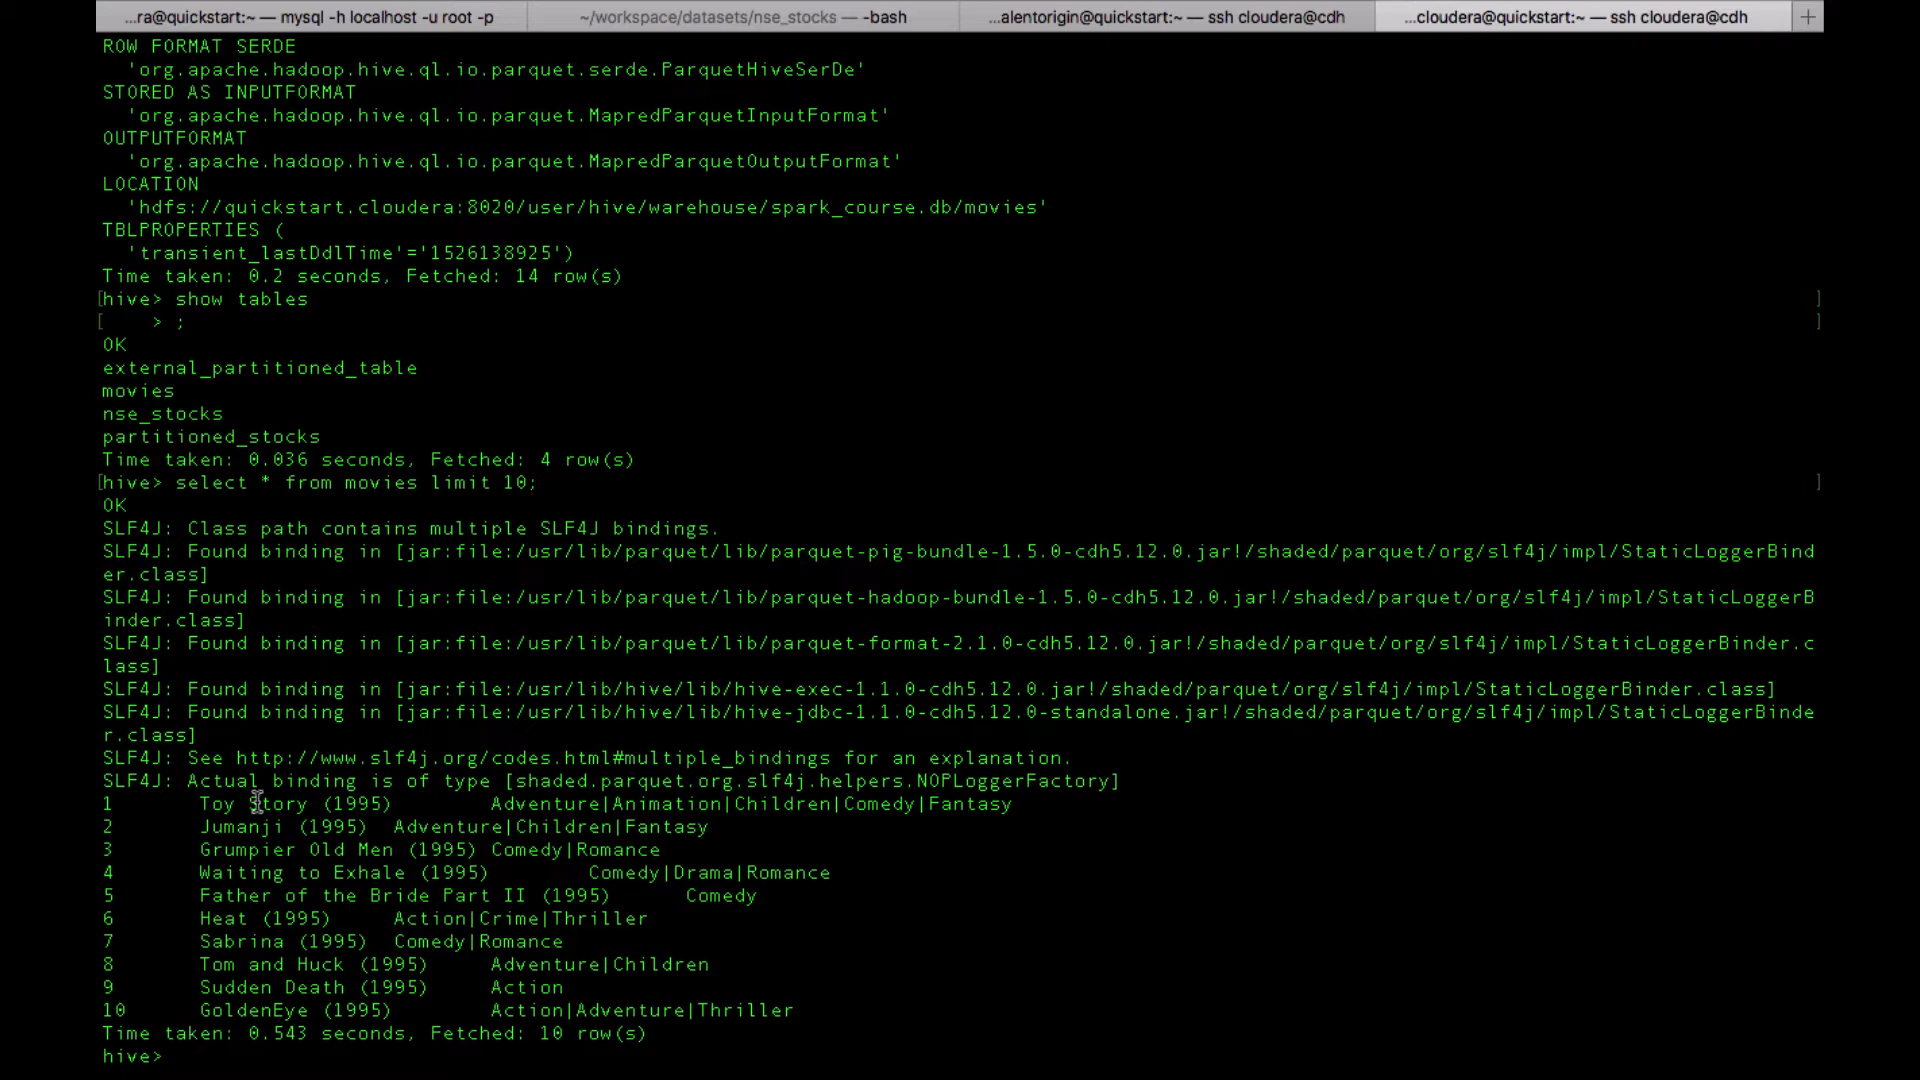 ...ra@quickstart:~ — mysql -h localhost -u root -p ~/workspace/datasets/nse_stocks — -bash ...alentorigin@quickstart:~ — ssh cloudera@cdh ...cloudera@quickstart:~ — ssh cloudera@cdh +
ROW FORMAT SERDE
'org.apache.hadoop.hive.ql.io.parquet.serde.ParquetHiveSerDe'
STORED AS INPUTFORMAT
'org.apache.hadoop.hive.ql.io.parquet.MapredParquetInputFormat'
OUTPUTFORMAT
'org.apache.hadoop.hive.ql.io.parquet.MapredParquetOutputFormat'
LOCATION
'hdfs://quickstart.cloudera:8020/user/hive/warehouse/spark_course.db/movies'
TBLPROPERTIES (
'transient_lastDdlTime'='1526138925')
Time taken: 0.2 seconds, Fetched: 14 row(s)
[hive> show tables ]
[ > ; ]
OK
external_partitioned_table
movies
nse_stocks
partitioned_stocks
Time taken: 0.036 seconds, Fetched: 4 row(s)
[hive> select * from movies limit 10; ]
OK
SLF4J: Class path contains multiple SLF4J bindings.
SLF4J: Found binding in [jar:file:/usr/lib/parquet/lib/parquet-pig-bundle-1.5.0-cdh5.12.0.jar!/shaded/parquet/org/slf4j/impl/StaticLoggerBind
er.class]
SLF4J: Found binding in [jar:file:/usr/lib/parquet/lib/parquet-hadoop-bundle-1.5.0-cdh5.12.0.jar!/shaded/parquet/org/slf4j/impl/StaticLoggerB
inder.class]
SLF4J: Found binding in [jar:file:/usr/lib/parquet/lib/parquet-format-2.1.0-cdh5.12.0.jar!/shaded/parquet/org/slf4j/impl/StaticLoggerBinder.c
lass]
SLF4J: Found binding in [jar:file:/usr/lib/hive/lib/hive-exec-1.1.0-cdh5.12.0.jar!/shaded/parquet/org/slf4j/impl/StaticLoggerBinder.class]
SLF4J: Found binding in [jar:file:/usr/lib/hive/lib/hive-jdbc-1.1.0-cdh5.12.0-standalone.jar!/shaded/parquet/org/slf4j/impl/StaticLoggerBinde
r.class]
SLF4J: See http://www.slf4j.org/codes.html#multiple_bindings for an explanation.
SLF4J: Actual binding is of type [shaded.parquet.org.slf4j.helpers.NOPLoggerFactory]
1 Toy Story (1995) Adventure|Animation|Children|Comedy|Fantasy
2 Jumanji (1995) Adventure|Children|Fantasy
3 Grumpier Old Men (1995) Comedy|Romance
4 Waiting to Exhale (1995) Comedy|Drama|Romance
5 Father of the Bride Part II (1995) Comedy
6 Heat (1995) Action|Crime|Thriller
7 Sabrina (1995) Comedy|Romance
8 Tom and Huck (1995) Adventure|Children
9 Sudden Death (1995) Action
10 GoldenEye (1995) Action|Adventure|Thriller
Time taken: 0.543 seconds, Fetched: 10 row(s)
hive>